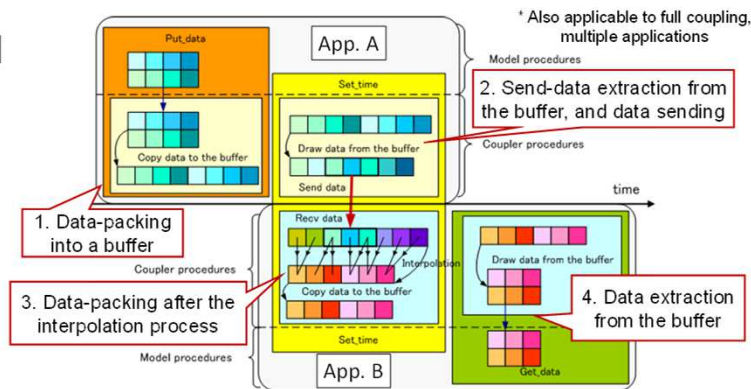 * Also applicable to full coupling,
multiple applications
App. A
Put_data
Model procedures
Set_time
2. Send-data extraction from
the buffer, and data sending
Draw data from the buffer
Coupler procedures
Copy data to the buffer
Send data
time
1. Data-packing
into a buffer
Recv data
Interpolation
Coupler procedures
Draw data from the buffer
3. Data-packing after the
interpolation process
Copy data to the buffer
4. Data extraction
from the buffer
Set_time
Model procedures
App. B
Get_data